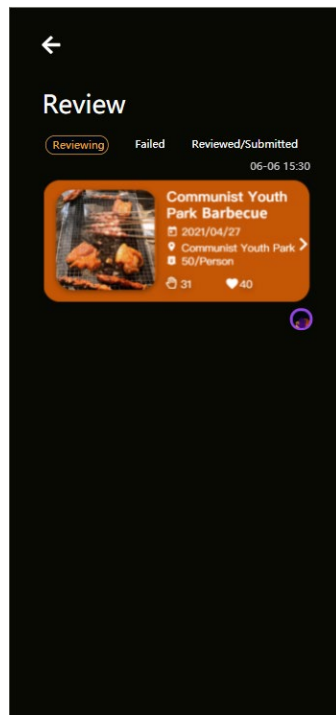 Review
Reviewing
Failed
Reviewed/Submitted
06-06 15:30
Communist Youth
Park Barbecue
2021/04/27
Communist Youth Park
50/Person
31
40